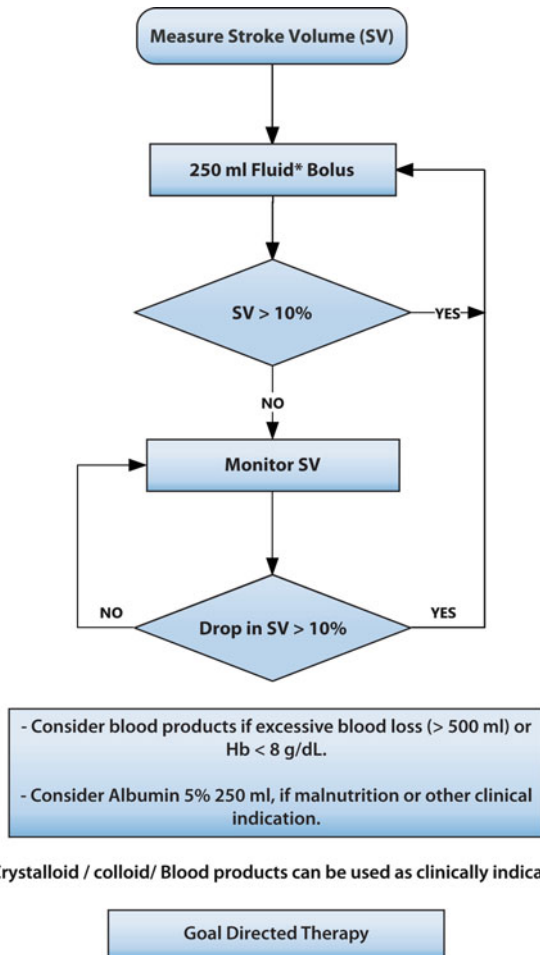 Measure Stroke Volume (SV)
250 ml Fluid* Bolus
SV > 10%
YES
NO
Monitor SV
NO
YES
Drop in SV > 10%
- Consider blood products if excessive blood loss (> 500 ml) or
Hb < 8 g/dL.
- Consider Albumin 5% 250 ml, if malnutrition or other clinical
indication.
/ colloid/ Blood products can be used as clinically
Goal Directed Therapy